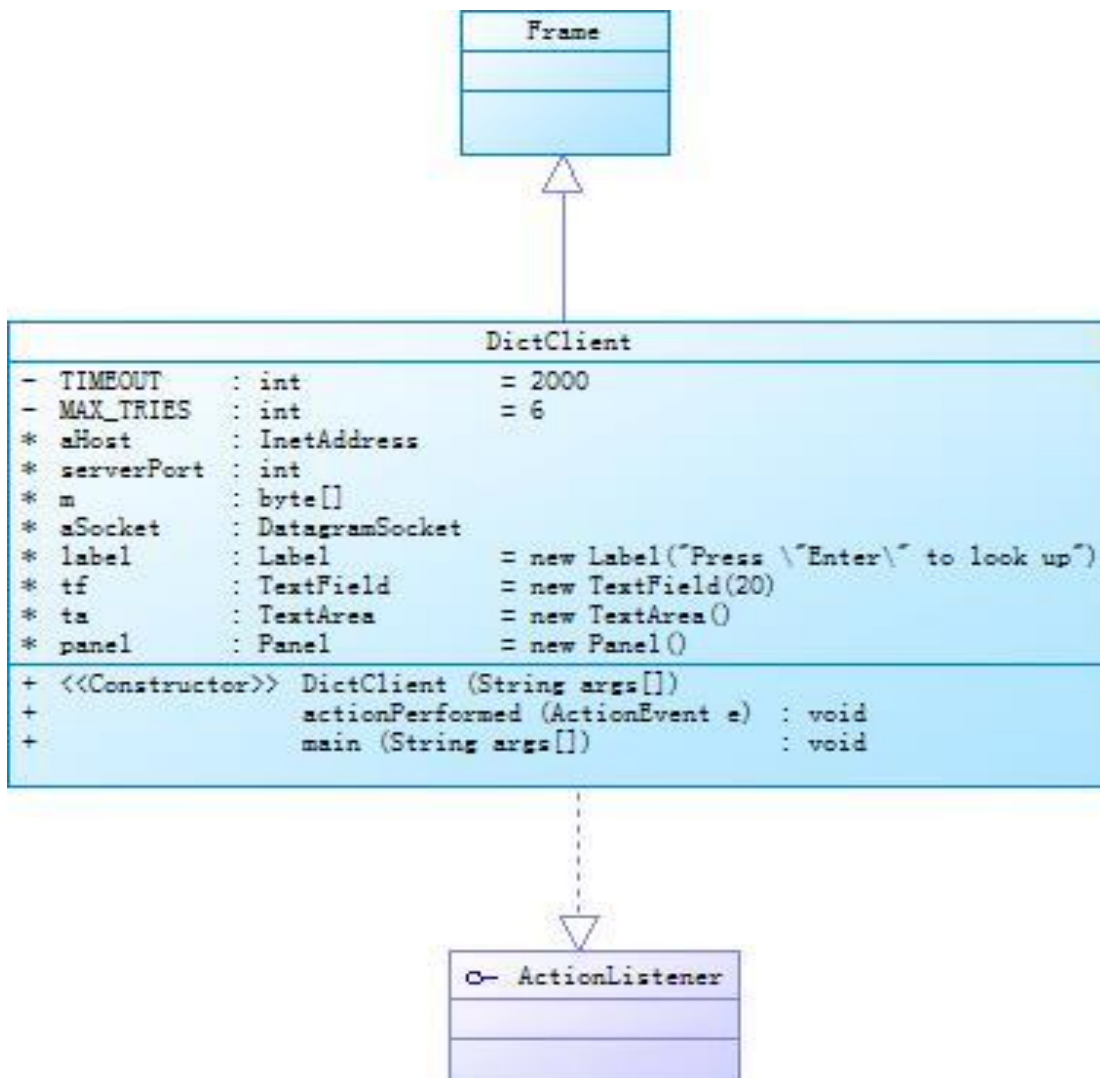 Frame
DictClient
- TIMEOUT : int = 2000
- MAX_TRIES : int = 6
* aHost : InetAddress
* serverPort : int
* m : byte[]
* aSocket : DatagramSocket
* label : Label = new Label("Press \"Enter\" to look up")
* tf : TextField = new TextField(20)
* ta : TextArea = new TextArea()
* panel : Panel = new Panel()
+ <<Constructor>> DictClient (String args[])
+ actionPerformed (ActionEvent e) : void
+ main (String args[]) : void
ActionListener